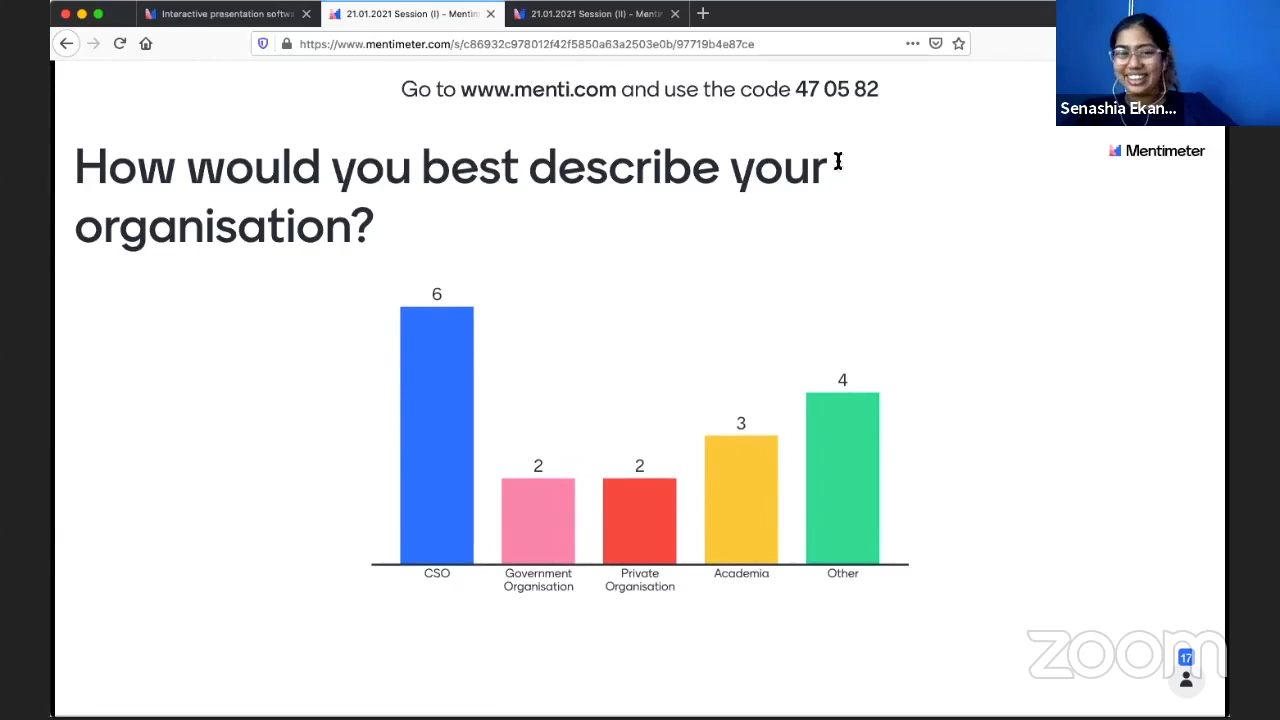 Interactive presentation softwa
21.01.2021 Session (I) - Mentim
21.01.2021 Session (II) - Mentim
https://www.mentimeter.com/s/c86932c978012f42f5850a63a2503e0b/97719b4e87ce
Senashia Ekan...
Go to www.menti.com and use the code 47 05 82
Mentimeter
How would you best describe your
organisation?
6
2
2
3
4
CSO
Government
Organisation
Private
Organisation
Academia
Other
zoom
17